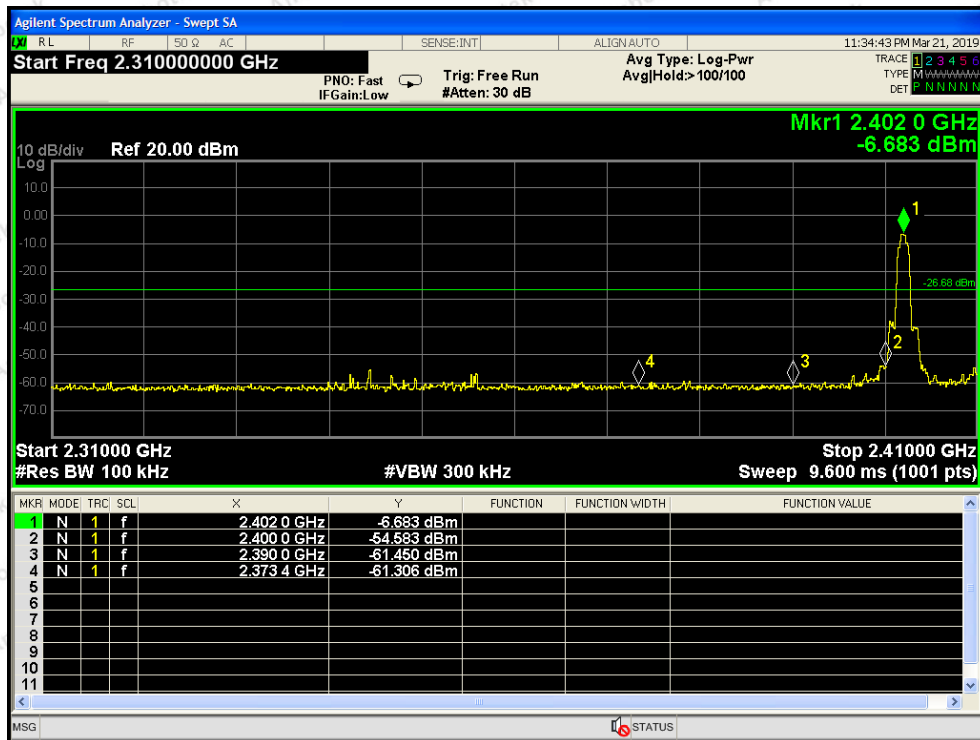 Agilent Spectrum Analyzer - Swept SA
LXI RL RF 50 Ω AC SENSE:INT ALIGN AUTO 11:34:43 PM Mar 21, 2019
Start Freq 2.310000000 GHz
PNO: Fast
IFGain:Low
Trig: Free Run
#Atten: 30 dB
Avg Type: Log-Pwr
Avg|Hold:>100/100
TRACE 1 2 3 4 5 6
TYPE M W W W W W
DET P N N N N N
Mkr1 2.402 0 GHz
-6.683 dBm
10 dB/div Ref 20.00 dBm
Log
10.0
0.00
-10.0
-20.0
-30.0
-40.0
-50.0
-60.0
-70.0
1
-26.68 dBm
2
3
4
Start 2.31000 GHz Stop 2.41000 GHz
#Res BW 100 kHz #VBW 300 kHz Sweep 9.600 ms (1001 pts)
MKR MODE TRC SCL X Y FUNCTION FUNCTION WIDTH FUNCTION VALUE
1 N 1 f 2.402 0 GHz -6.683 dBm
2 N 1 f 2.400 0 GHz -54.583 dBm
3 N 1 f 2.390 0 GHz -61.450 dBm
4 N 1 f 2.373 4 GHz -61.306 dBm
5
6
7
8
9
10
11
MSG STATUS